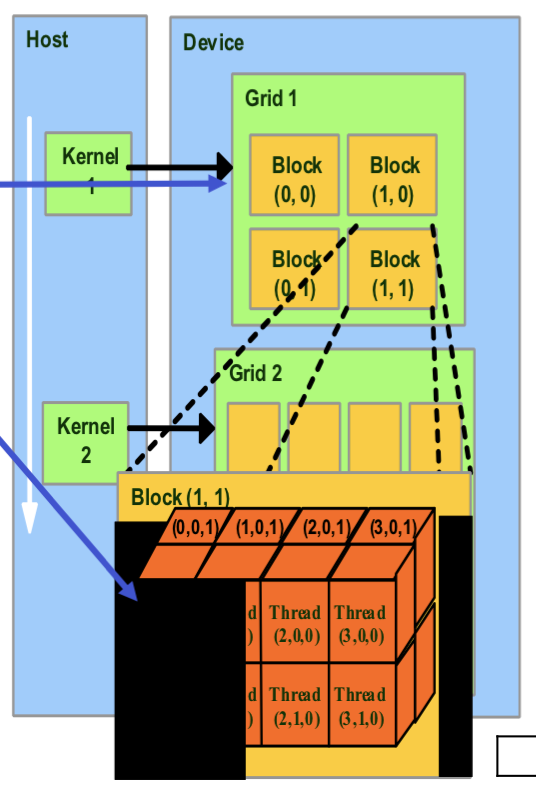 Host
Device
Grid 1
Kernel
1
Block
(0, 0)
Block
(1, 0)
Block
(0, 1)
Block
(1, 1)
Grid 2
Kernel
2
Block (1, 1)
(0,0,1)
(1,0,1)
(2,0,1)
(3,0,1)
d
)
Thread
(2,0,0)
Thread
(3,0,0)
d
)
Thread
(2,1,0)
Thread
(3,1,0)